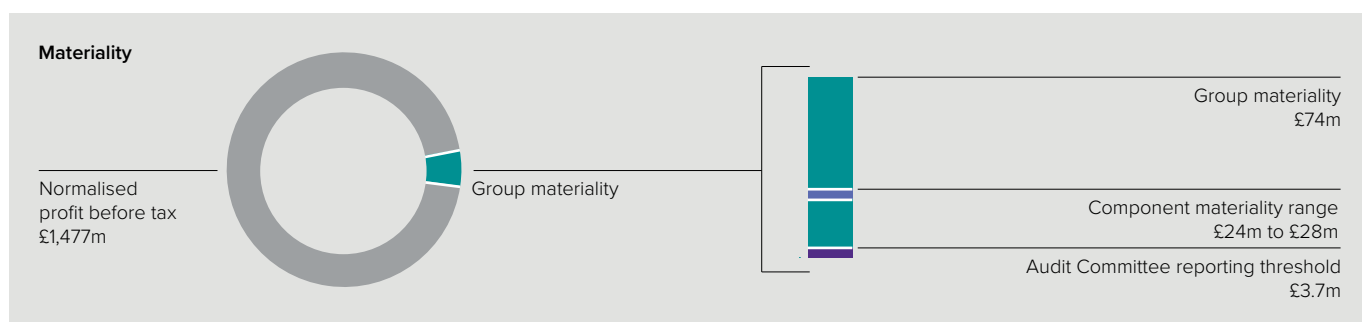 Materiality
Normalised
profit before tax
£1,477m
Group materiality
Group materiality
£74m
Component materiality range
£24m to £28m
Audit Committee reporting threshold
£3.7m